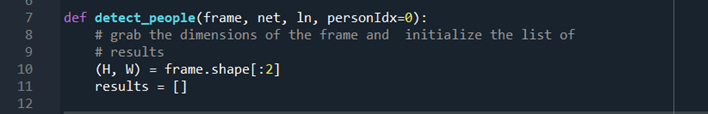 7 def detect_people(frame, net, ln, personIdx=0):
8 # grab the dimensions of the frame and  initialize the list of
9 # results
10 (H, W) = frame.shape[:2]
11 results = []
12